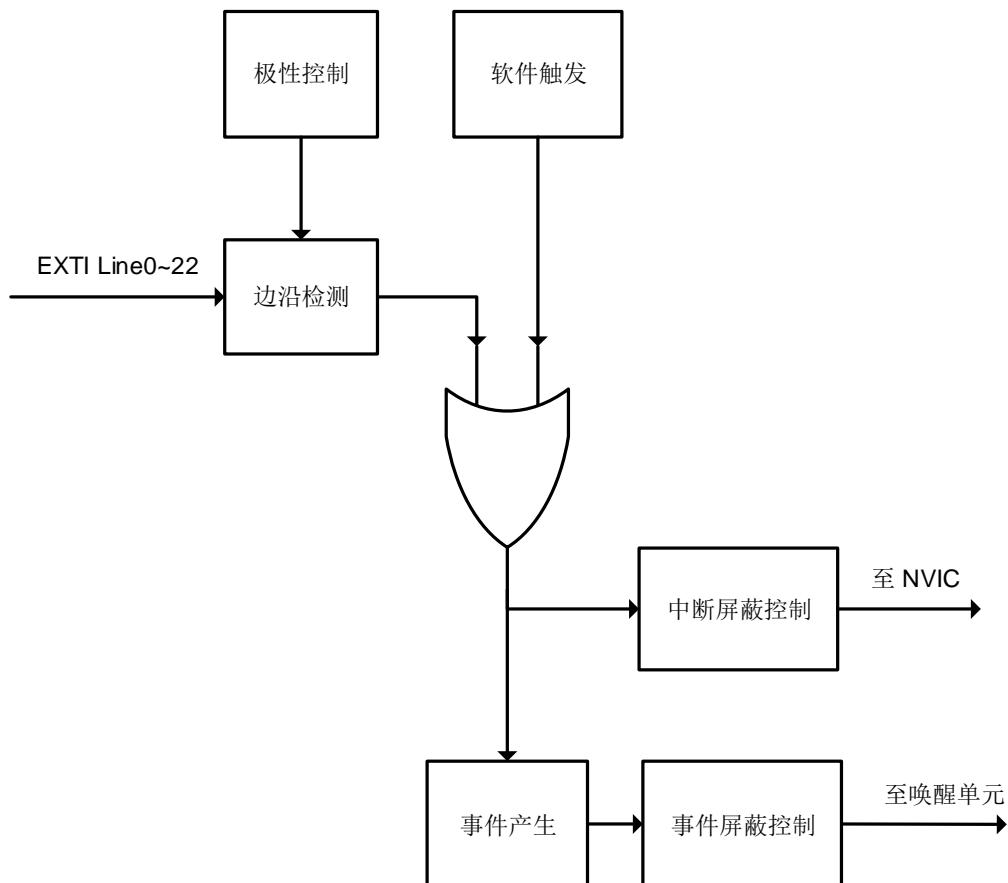 极性控制
软件触发
EXTI Line0~22
边沿检测
至 NVIC
中断屏蔽控制
至唤醒单元
事件产生
事件屏蔽控制